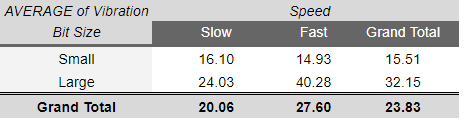 AVERAGE of Vibration Speed
Bit Size Slow Fast Grand Total
Small 16.10 14.93 15.51
Large 24.03 40.28 32.15
Grand Total 20.06 27.60 23.83